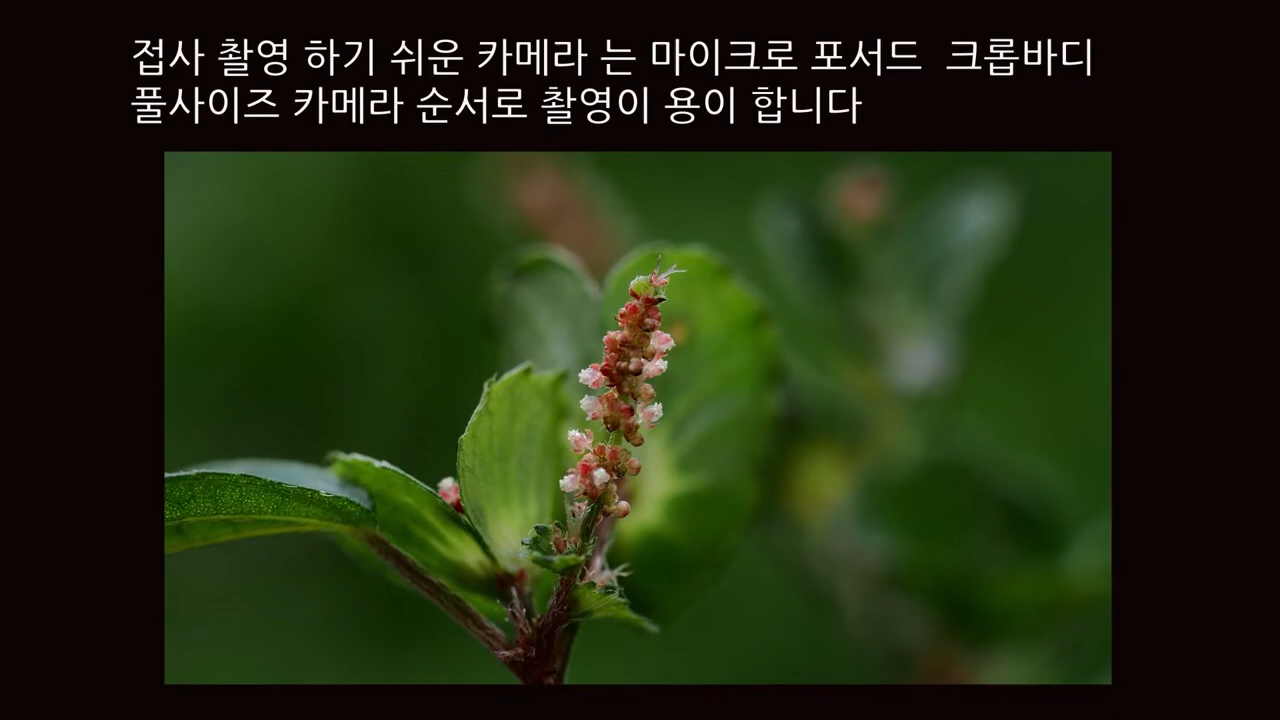 접사 촬영 하기 쉬운 카메라 는 마이크로 포서드  크롭바디
풀사이즈 카메라 순서로 촬영이 용이 합니다